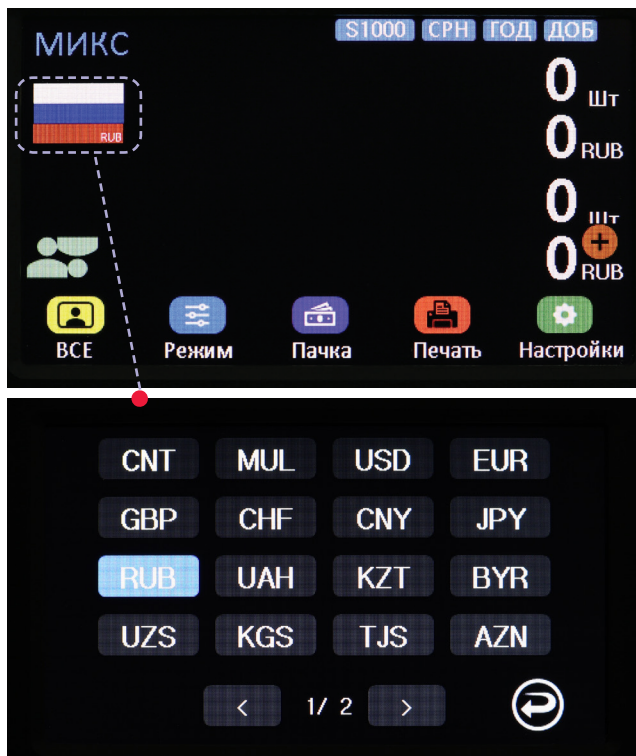 МИКС
S1000 СРН ГОД ДОБ
RUB
0 Шт
0 RUB
0 Шт
0 RUB
ВСЕ Режим Пачка Печать Настройки
CNT MUL USD EUR
GBP CHF CNY JPY
RUB UAH KZT BYR
UZS KGS TJS AZN
< 1/ 2 >